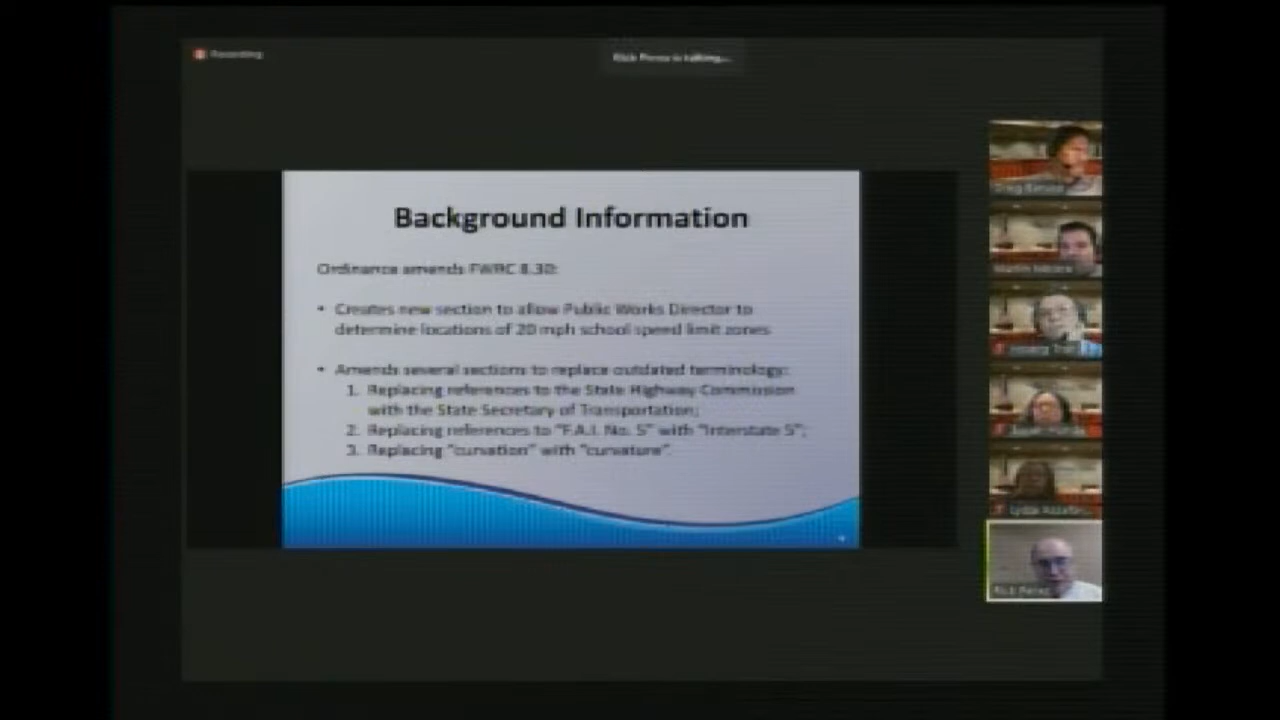 Recording
Rick Perez is talking...
Background Information
Ordinance amends FWRC 8.30:
• Creates new section to allow Public Works Director to
determine locations of 20 mph school speed limit zones
• Amends several sections to replace outdated terminology:
1. Replacing references to the State Highway Commission
with the State Secretary of Transportation;
2. Replacing references to "F.A.I. No. 5" with "Interstate 5";
3. Replacing "curvation" with "curvature".
Greg
Martin
Lydia
Rick Perez